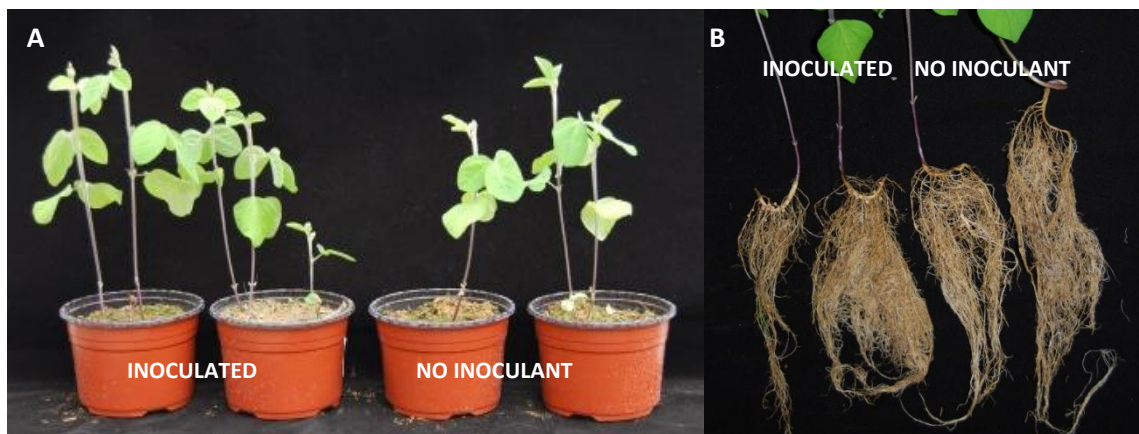 A
INOCULATED
NO INOCULANT
B
INOCULATED
NO INOCULANT